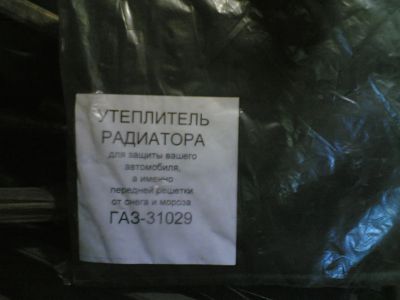 УТЕПЛИТЕЛЬ
РАДИАТОРА
для защиты вашего
автомобиля,
а именно
передней решетки
от снега и мороза
ГАЗ-31029